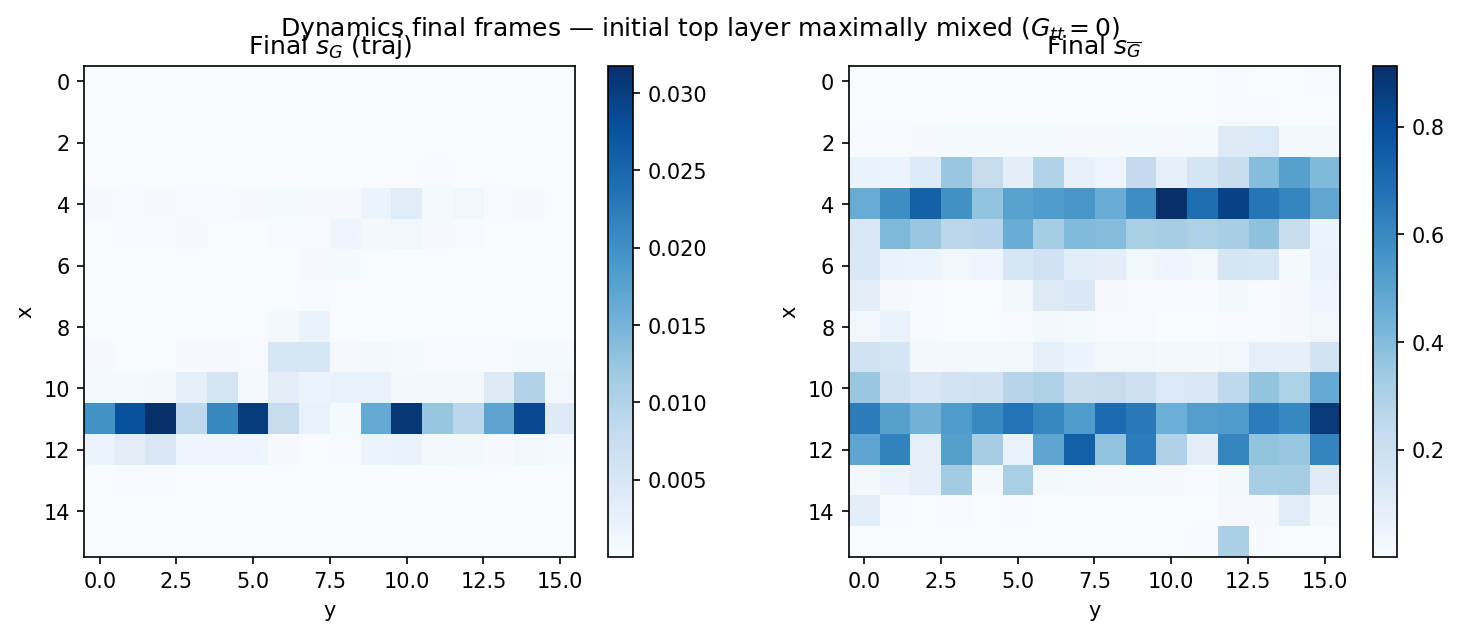 Dynamics final frames — initial top layer maximally mixed ($G_{tt} = 0$)
Final $s_G$ (traj)
Final $s_{\overline{G}}$
0
2
4
6
8
10
12
14
x
0.0 2.5 5.0 7.5 10.0 12.5 15.0
y
0.030
0.025
0.020
0.015
0.010
0.005
0
2
4
6
8
10
12
14
x
0.0 2.5 5.0 7.5 10.0 12.5 15.0
y
0.8
0.6
0.4
0.2